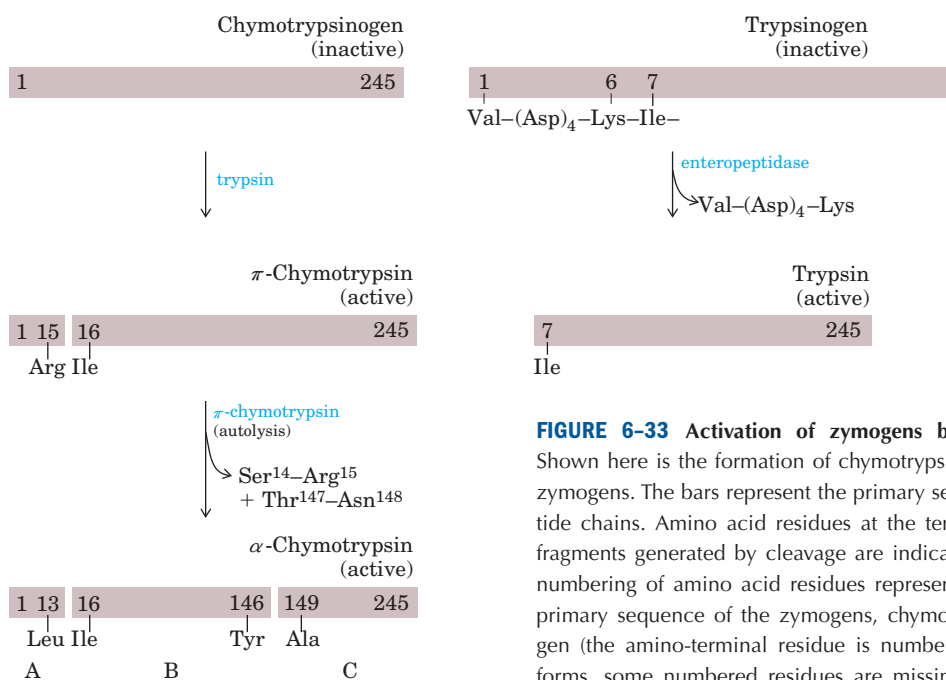 Chymotrypsinogen
(inactive)
1 245
trypsin
π-Chymotrypsin
(active)
1 15 16 245
Arg Ile
π-chymotrypsin
(autolysis)
Ser¹⁴–Arg¹⁵
+ Thr¹⁴⁷–Asn¹⁴⁸
α-Chymotrypsin
(active)
1 13 16 146 149 245
Leu Ile Tyr Ala
A B C
Trypsinogen
(inactive)
1 6 7
Val–(Asp)₄–Lys–Ile–
enteropeptidase
Val–(Asp)₄–Lys
Trypsin
(active)
7 245
Ile
FIGURE 6–33 Activation of zymogens b
Shown here is the formation of chymotryps
zymogens. The bars represent the primary se
tide chains. Amino acid residues at the ter
fragments generated by cleavage are indica
numbering of amino acid residues represen
primary sequence of the zymogens, chymo
gen (the amino-terminal residue is number
forms, some numbered residues are missin